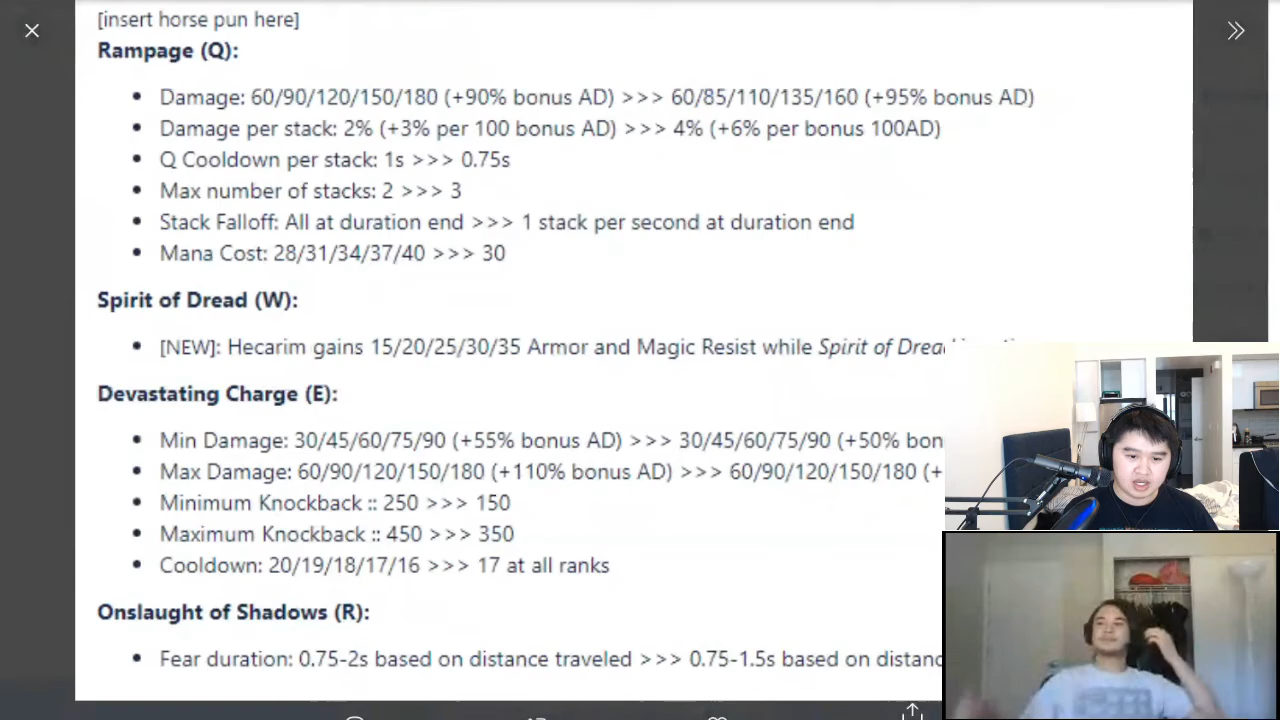 [insert horse pun here]
Rampage (Q):
• Damage: 60/90/120/150/180 (+90% bonus AD) >>> 60/85/110/135/160 (+95% bonus AD)
• Damage per stack: 2% (+3% per 100 bonus AD) >>> 4% (+6% per bonus 100AD)
• Q Cooldown per stack: 1s >>> 0.75s
• Max number of stacks: 2 >>> 3
• Stack Falloff: All at duration end >>> 1 stack per second at duration end
• Mana Cost: 28/31/34/37/40 >>> 30
Spirit of Dread (W):
• [NEW]: Hecarim gains 15/20/25/30/35 Armor and Magic Resist while Spirit of Dread
Devastating Charge (E):
• Min Damage: 30/45/60/75/90 (+55% bonus AD) >>> 30/45/60/75/90 (+50% bon
• Max Damage: 60/90/120/150/180 (+110% bonus AD) >>> 60/90/120/150/180 (+
• Minimum Knockback :: 250 >>> 150
• Maximum Knockback :: 450 >>> 350
• Cooldown: 20/19/18/17/16 >>> 17 at all ranks
Onslaught of Shadows (R):
• Fear duration: 0.75-2s based on distance traveled >>> 0.75-1.5s based on distanc